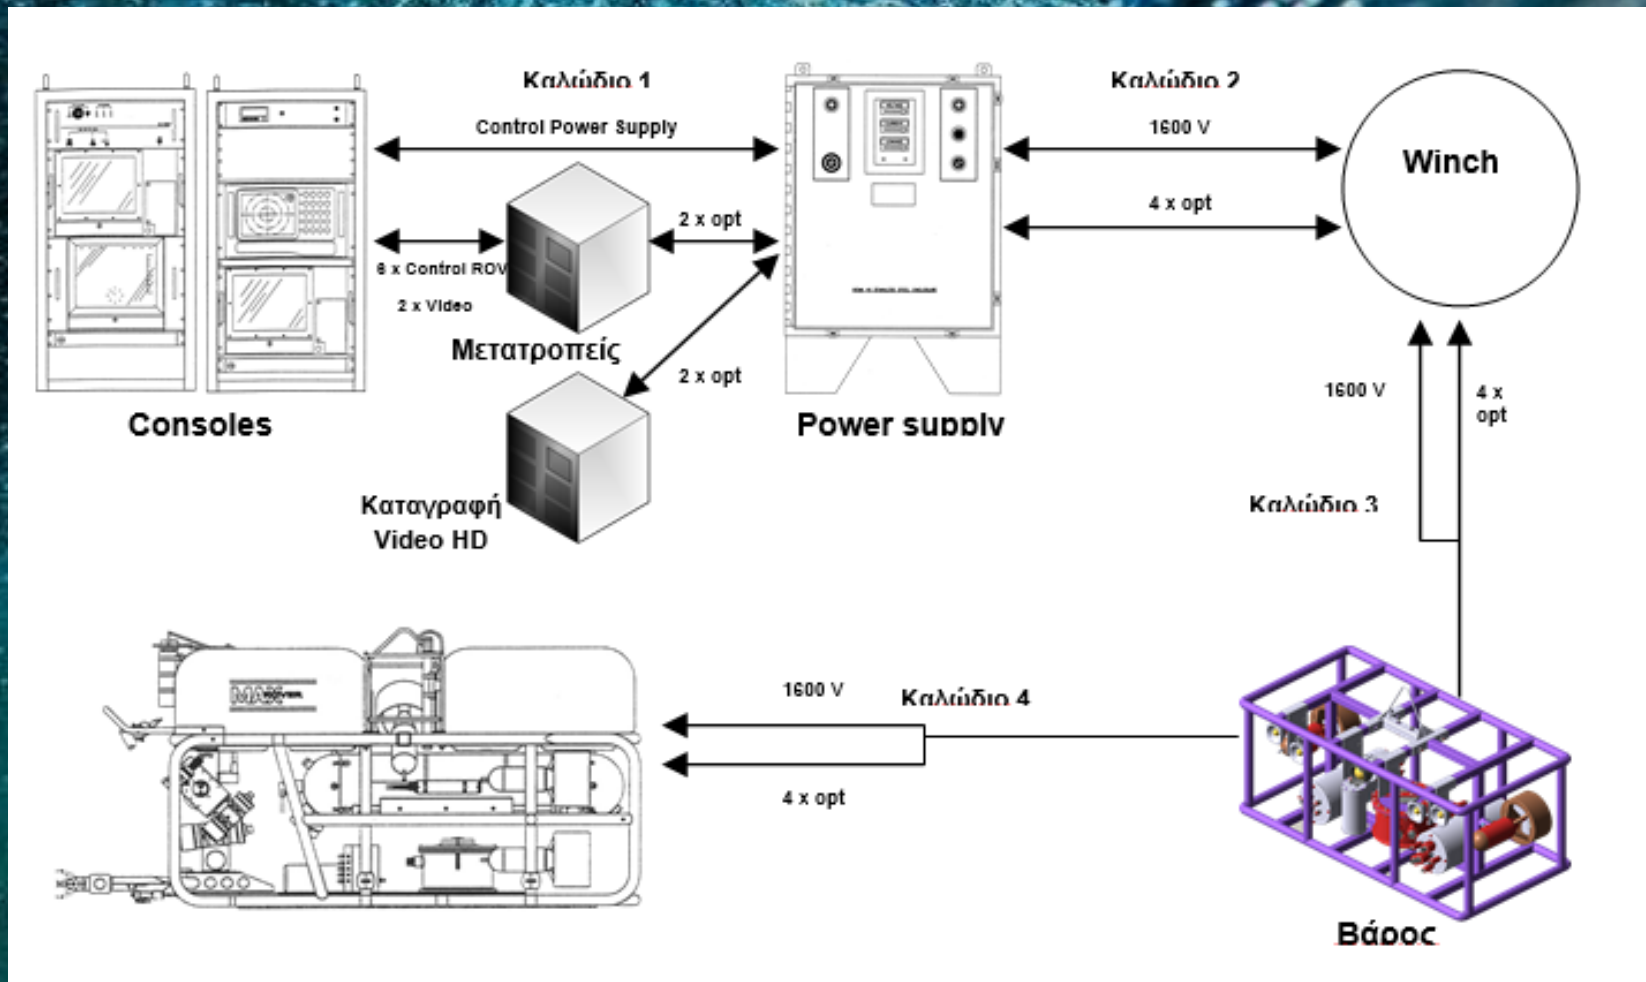 Καλώδιο 1
Καλώδιο 2
Control Power Supply
1600 V
Winch
2 x opt
4 x opt
6 x Control ROV
2 x Video
Μετατροπείς
2 x opt
1600 V
4 x
opt
Consoles
Power supply
Καταγραφή
Video HD
Καλώδιο 3
MAX ROVER
1600 V
Καλώδιο 4
4 x opt
Βάρος